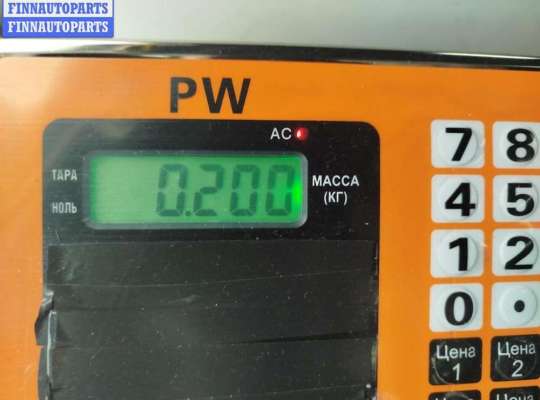 FINNAUTOPARTS
FINNAUTOPARTS
PW
AC
ТАРА
НОЛЬ
0.200
МАССА
(КГ)
7 8
4 5
1 2
0 .
Цена 1
Цена 2